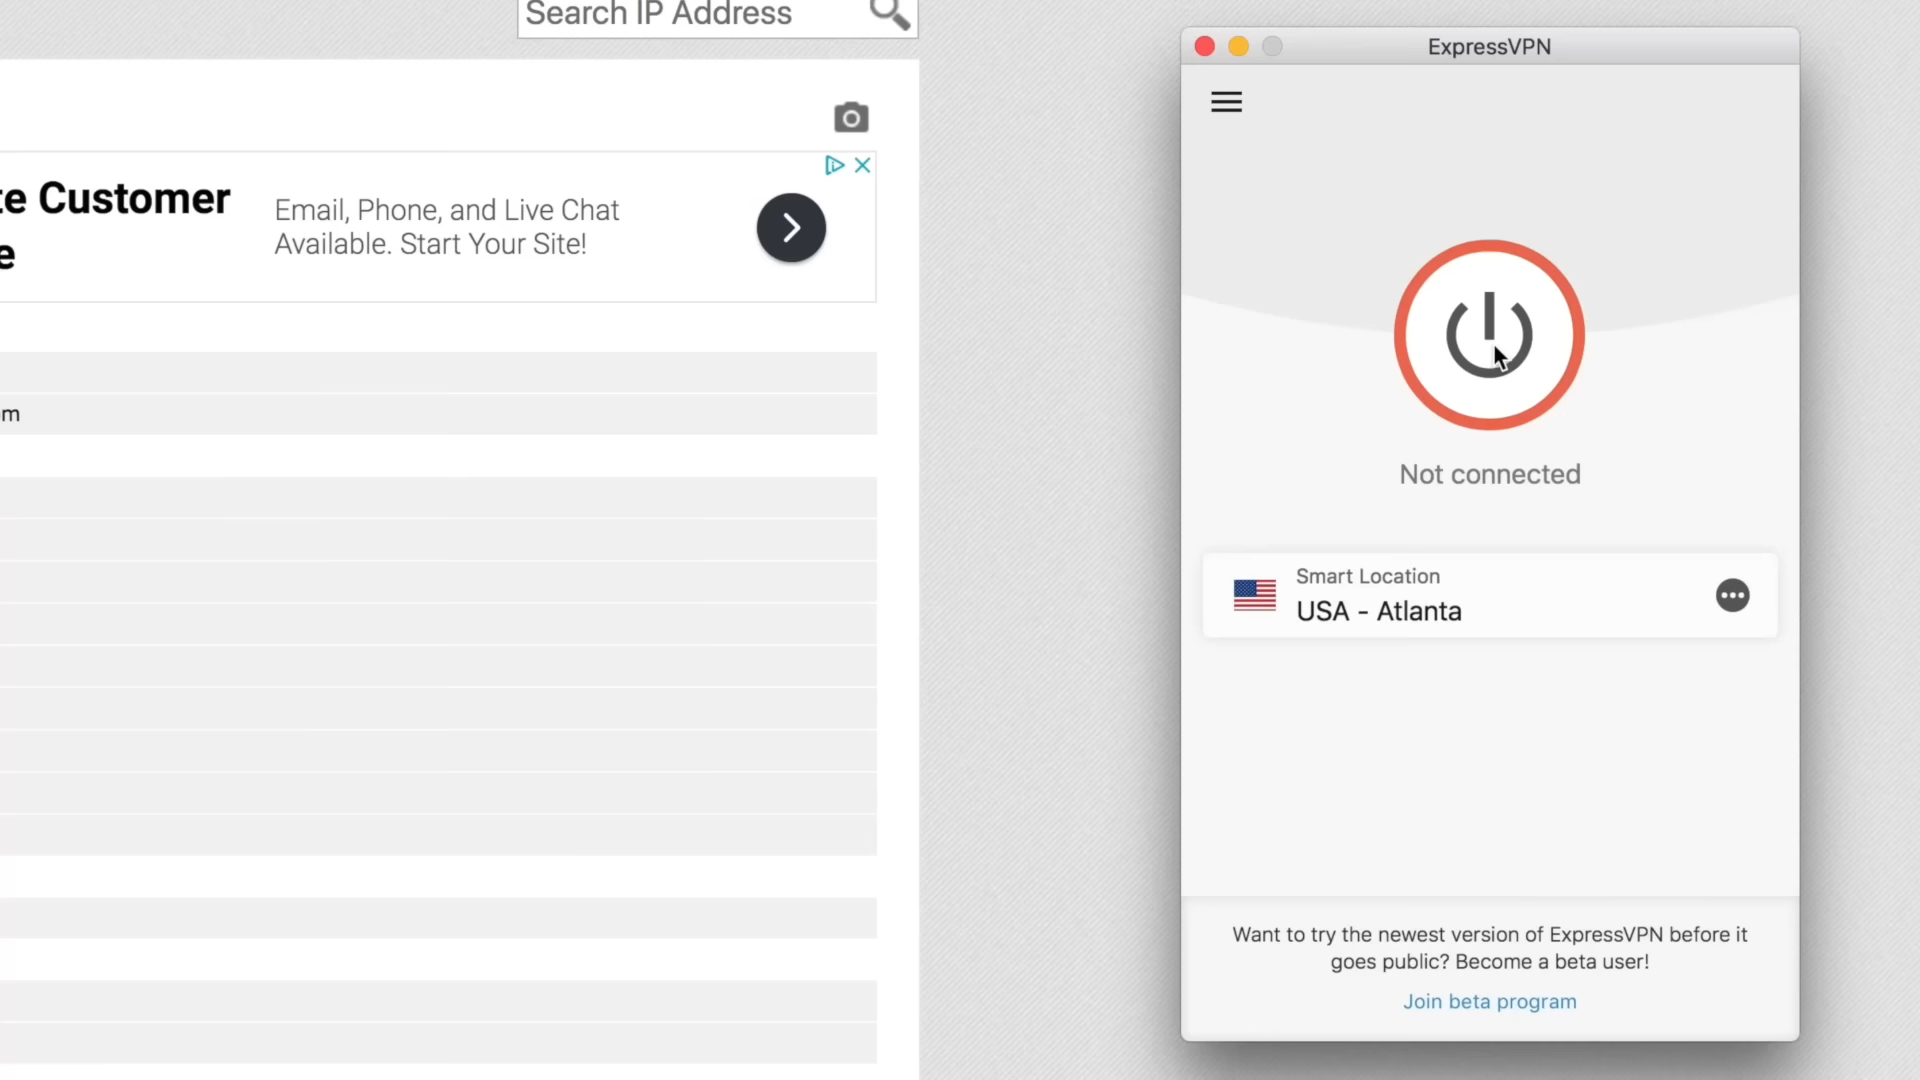 Search IP Address
te Customer
e
Email, Phone, and Live Chat
Available. Start Your Site!
m
ExpressVPN
Not connected
Smart Location
USA - Atlanta
Want to try the newest version of ExpressVPN before it
goes public? Become a beta user!
Join beta program